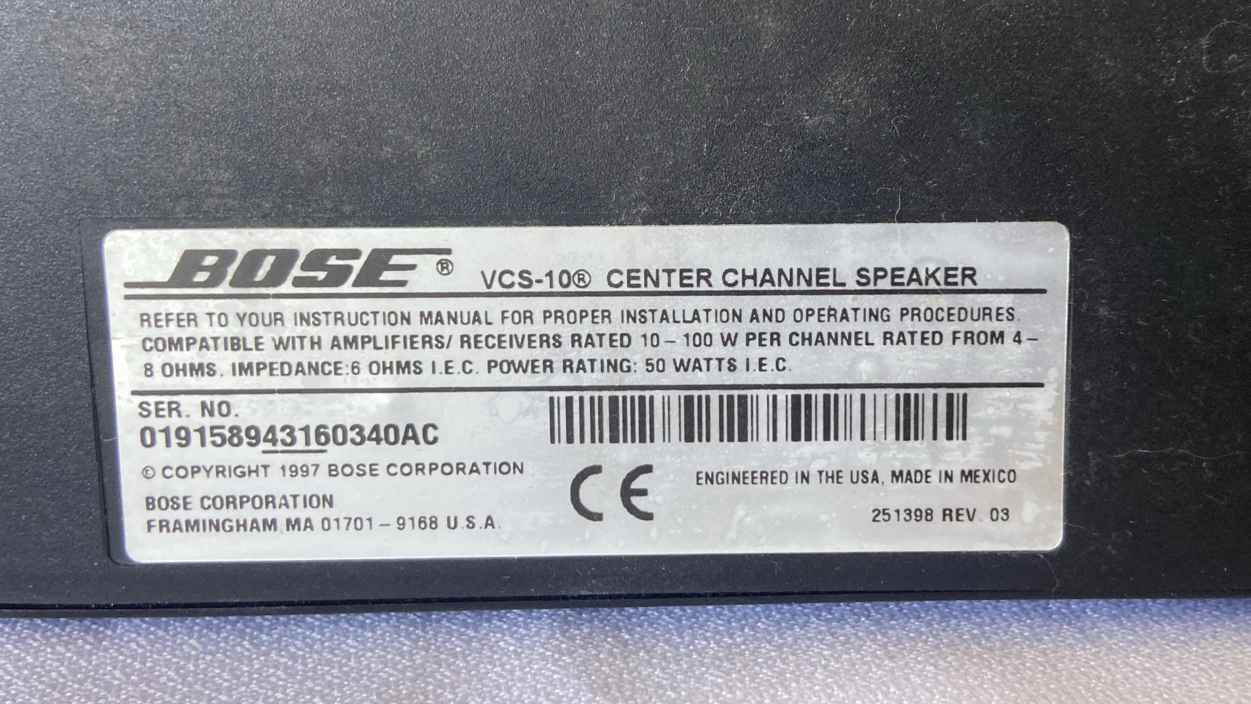 BOSE® VCS-10® CENTER CHANNEL SPEAKER
REFER TO YOUR INSTRUCTION MANUAL FOR PROPER INSTALLATION AND OPERATING PROCEDURES.
COMPATIBLE WITH AMPLIFIERS/ RECEIVERS RATED 10 – 100 W PER CHANNEL RATED FROM 4 –
8 OHMS. IMPEDANCE:6 OHMS I.E.C. POWER RATING: 50 WATTS I.E.C.
SER. NO.
019158943160340AC
© COPYRIGHT 1997 BOSE CORPORATION
BOSE CORPORATION
FRAMINGHAM MA 01701 – 9168 U.S.A.
CE
ENGINEERED IN THE USA, MADE IN MEXICO
251398 REV. 03